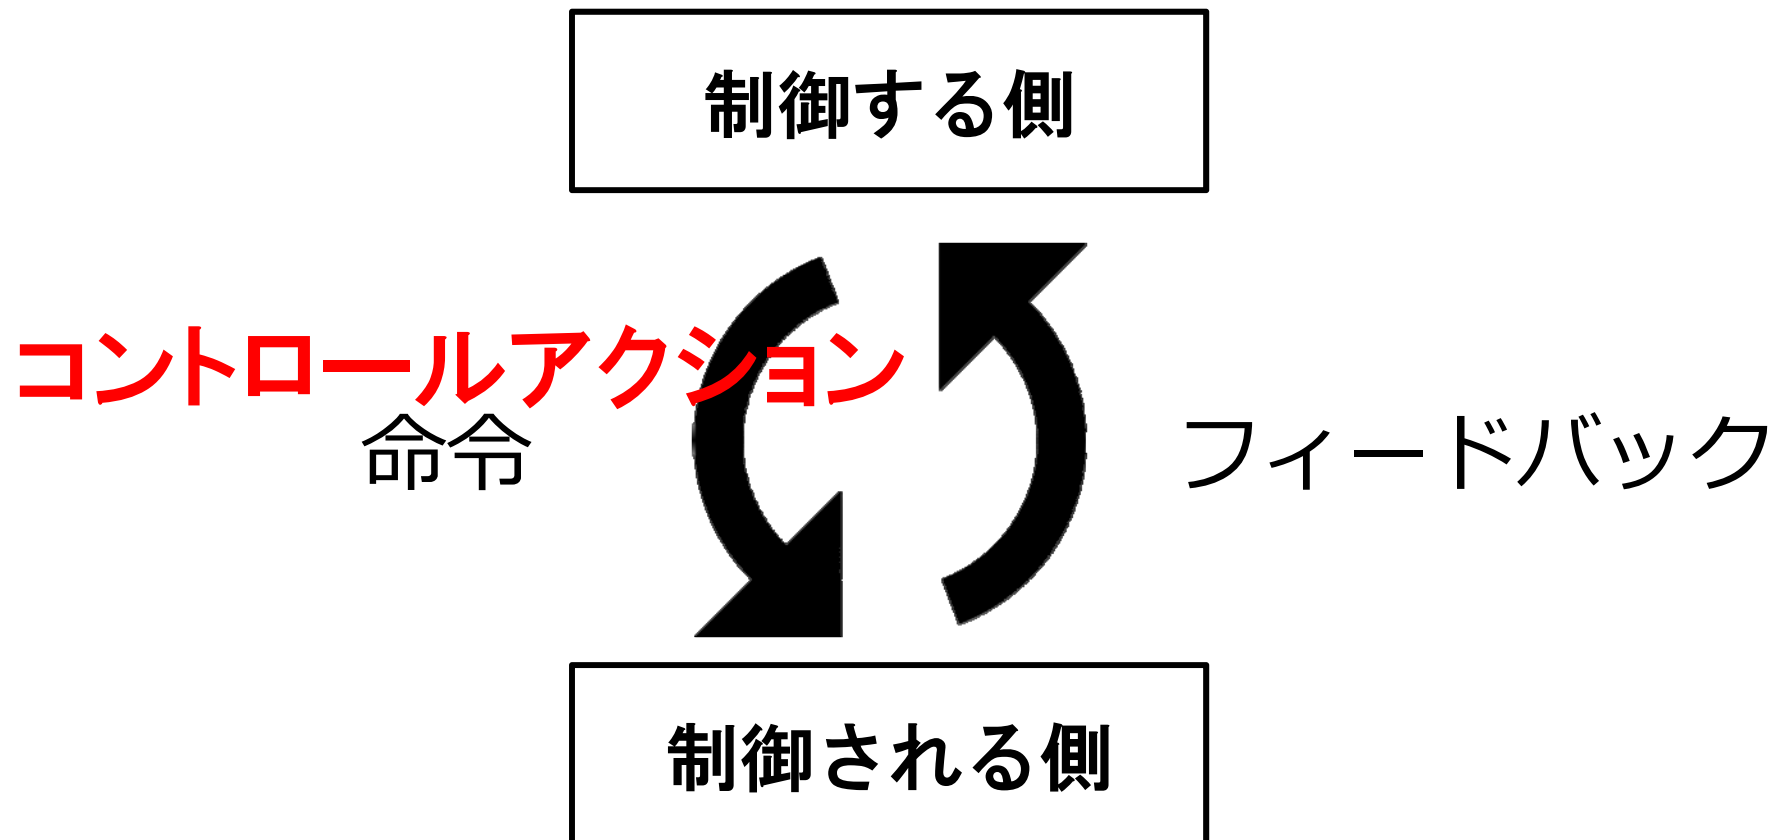 制御する側
コントロールアクション
命令
フィードバック
制御される側